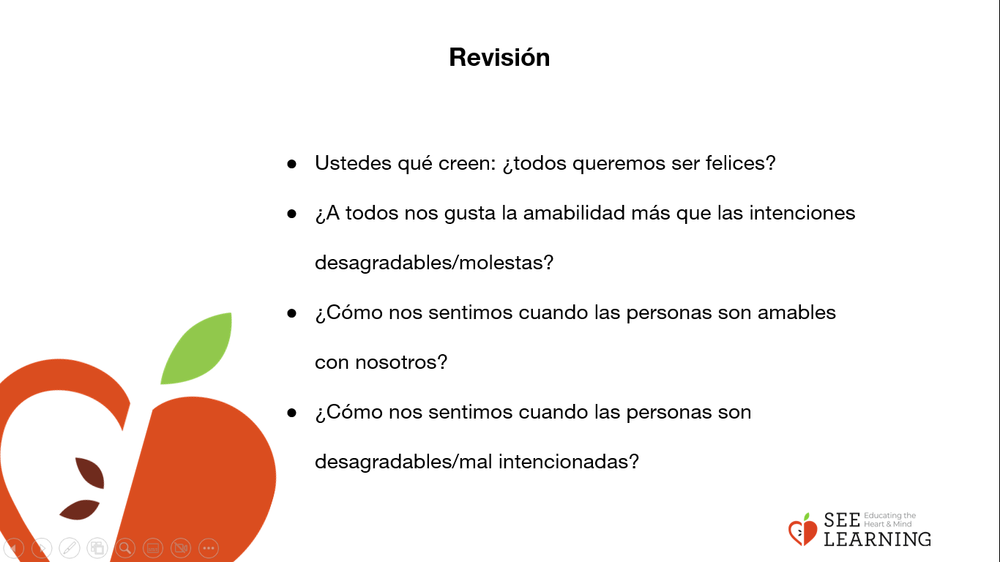 Revisión
● Ustedes qué creen: ¿todos queremos ser felices?
● ¿A todos nos gusta la amabilidad más que las intenciones
desagradables/molestas?
● ¿Cómo nos sentimos cuando las personas son amables
con nosotros?
● ¿Cómo nos sentimos cuando las personas son
desagradables/mal intencionadas?
SEE Educating the
Heart & Mind
LEARNING